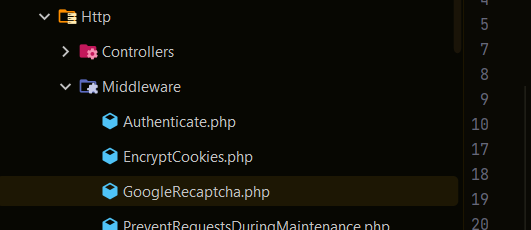 Http
Controllers
Middleware
Authenticate.php
EncryptCookies.php
GoogleRecaptcha.php
PreventRequestsDuringMaintenance.php
5
7
8
9
10
17
18
19
20